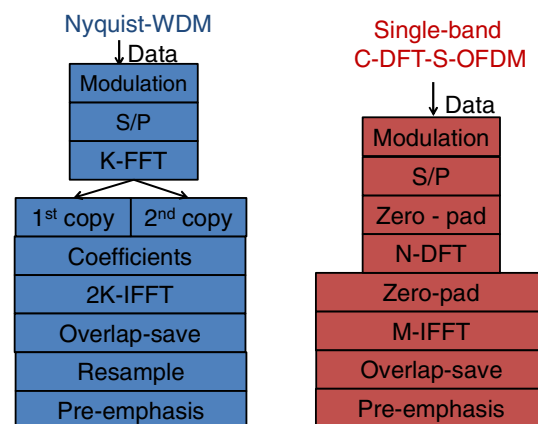 Nyquist-WDM
Data
Modulation
S/P
K-FFT
1st copy
2nd copy
Coefficients
2K-IFFT
Overlap-save
Resample
Pre-emphasis
Single-band
C-DFT-S-OFDM
Data
Modulation
S/P
Zero - pad
N-DFT
Zero-pad
M-IFFT
Overlap-save
Pre-emphasis